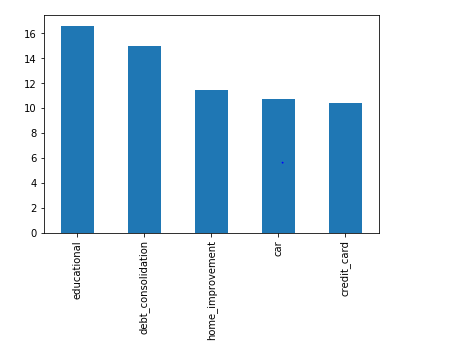 16
14
12
10
8
6
4
2
0
educational
debt_consolidation
home_improvement
car
credit_card